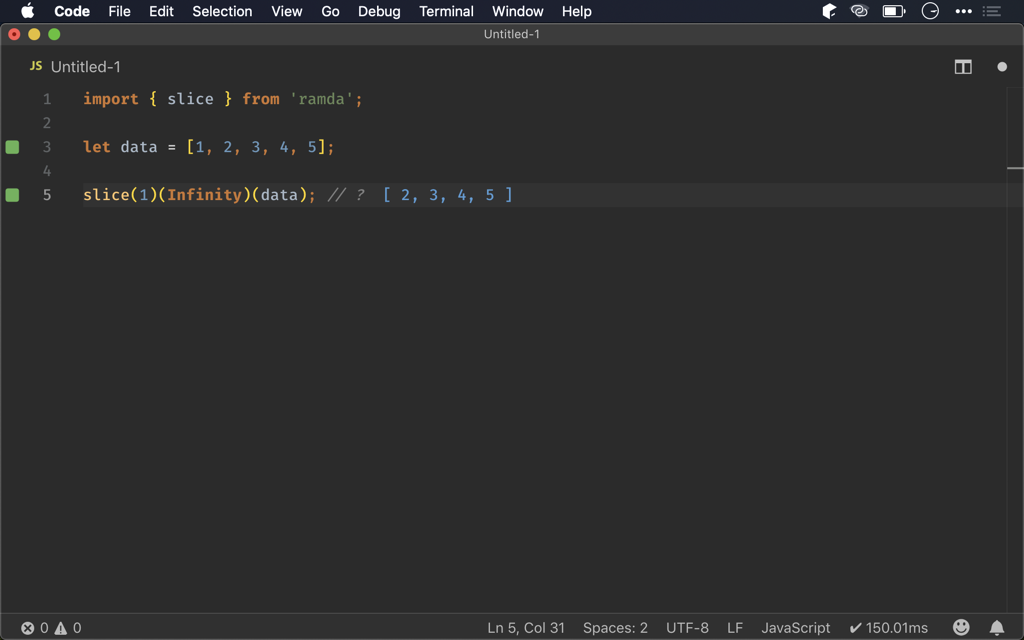 Code File Edit Selection View Go Debug Terminal Window Help
Untitled-1
JS Untitled-1
1 import { slice } from 'ramda';
2
3 let data = [1, 2, 3, 4, 5];
4
5 slice(1)(Infinity)(data); // ? [ 2, 3, 4, 5 ]
0 0 Ln 5, Col 31 Spaces: 2 UTF-8 LF JavaScript ✔ 150.01ms